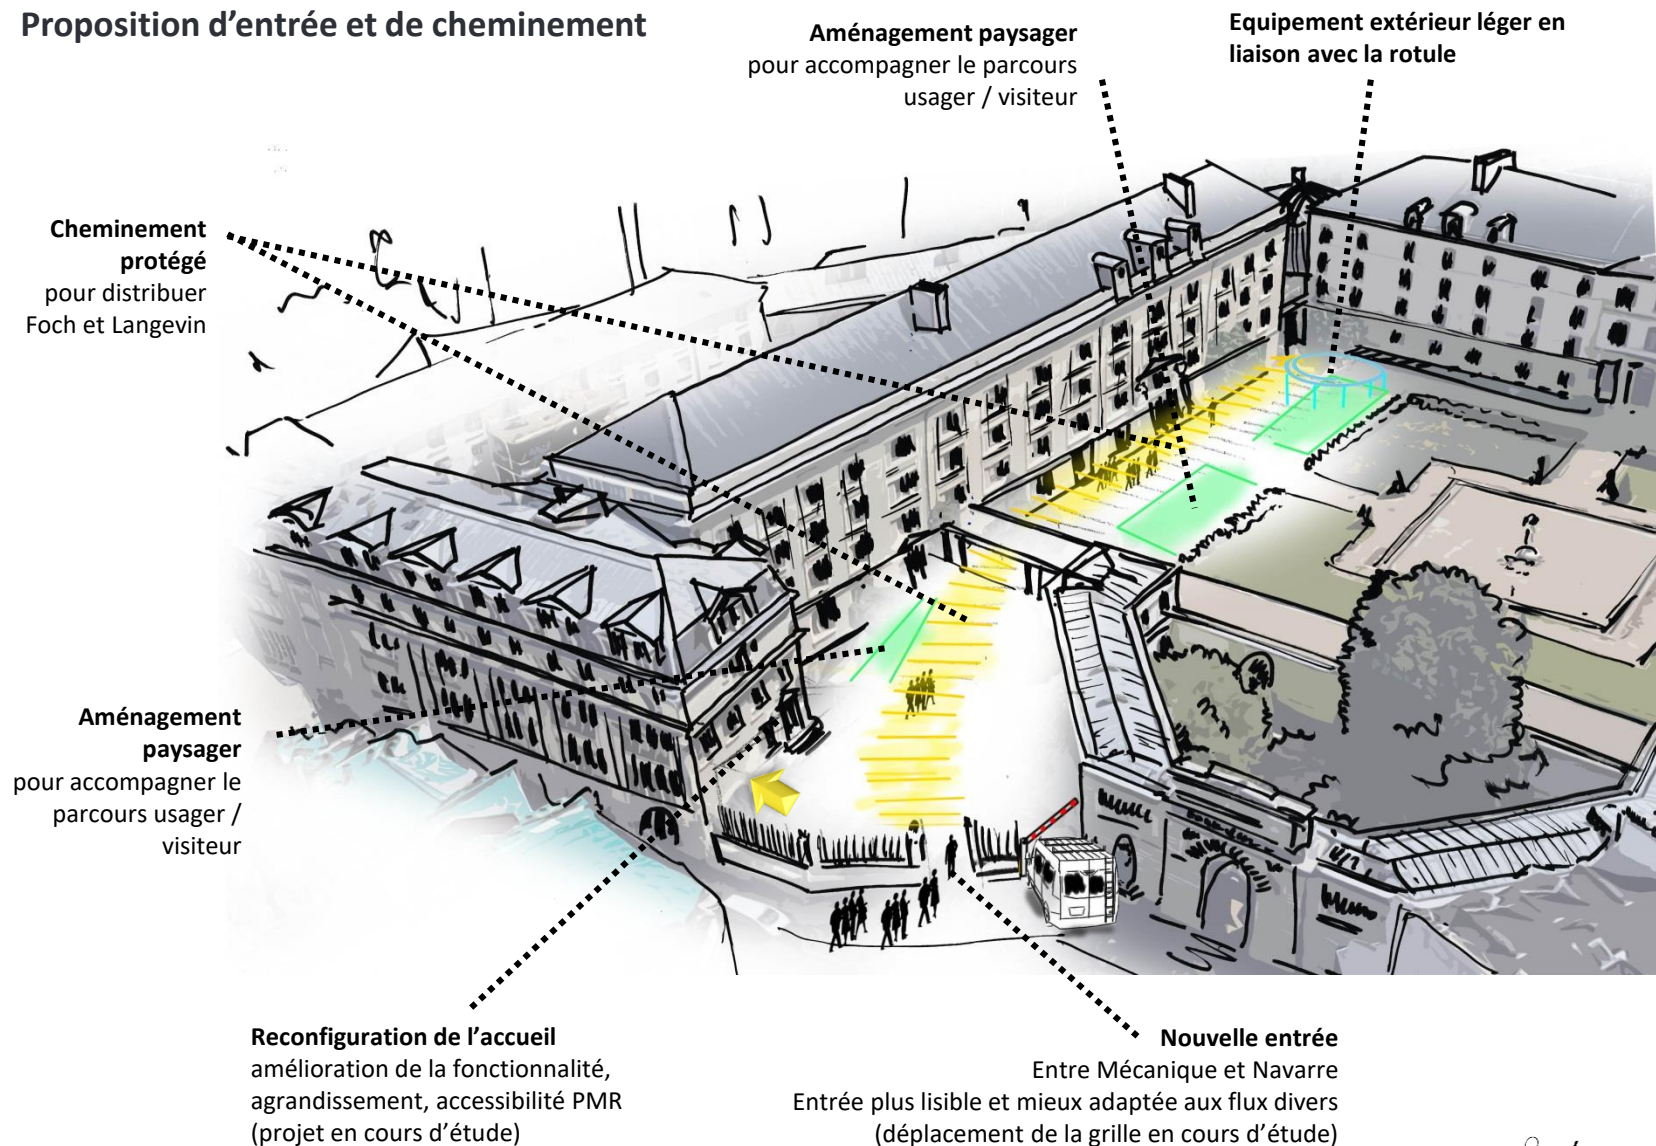 Proposition d’entrée et de cheminement
Aménagement paysager
pour accompagner le parcours
usager / visiteur
Equipement extérieur léger en
liaison avec la rotule
Cheminement
protégé
pour distribuer
Foch et Langevin
Aménagement
paysager
pour accompagner le
parcours usager /
visiteur
Reconfiguration de l’accueil
amélioration de la fonctionnalité,
agrandissement, accessibilité PMR
(projet en cours d’étude)
Nouvelle entrée
Entre Mécanique et Navarre
Entrée plus lisible et mieux adaptée aux flux divers
(déplacement de la grille en cours d’étude)